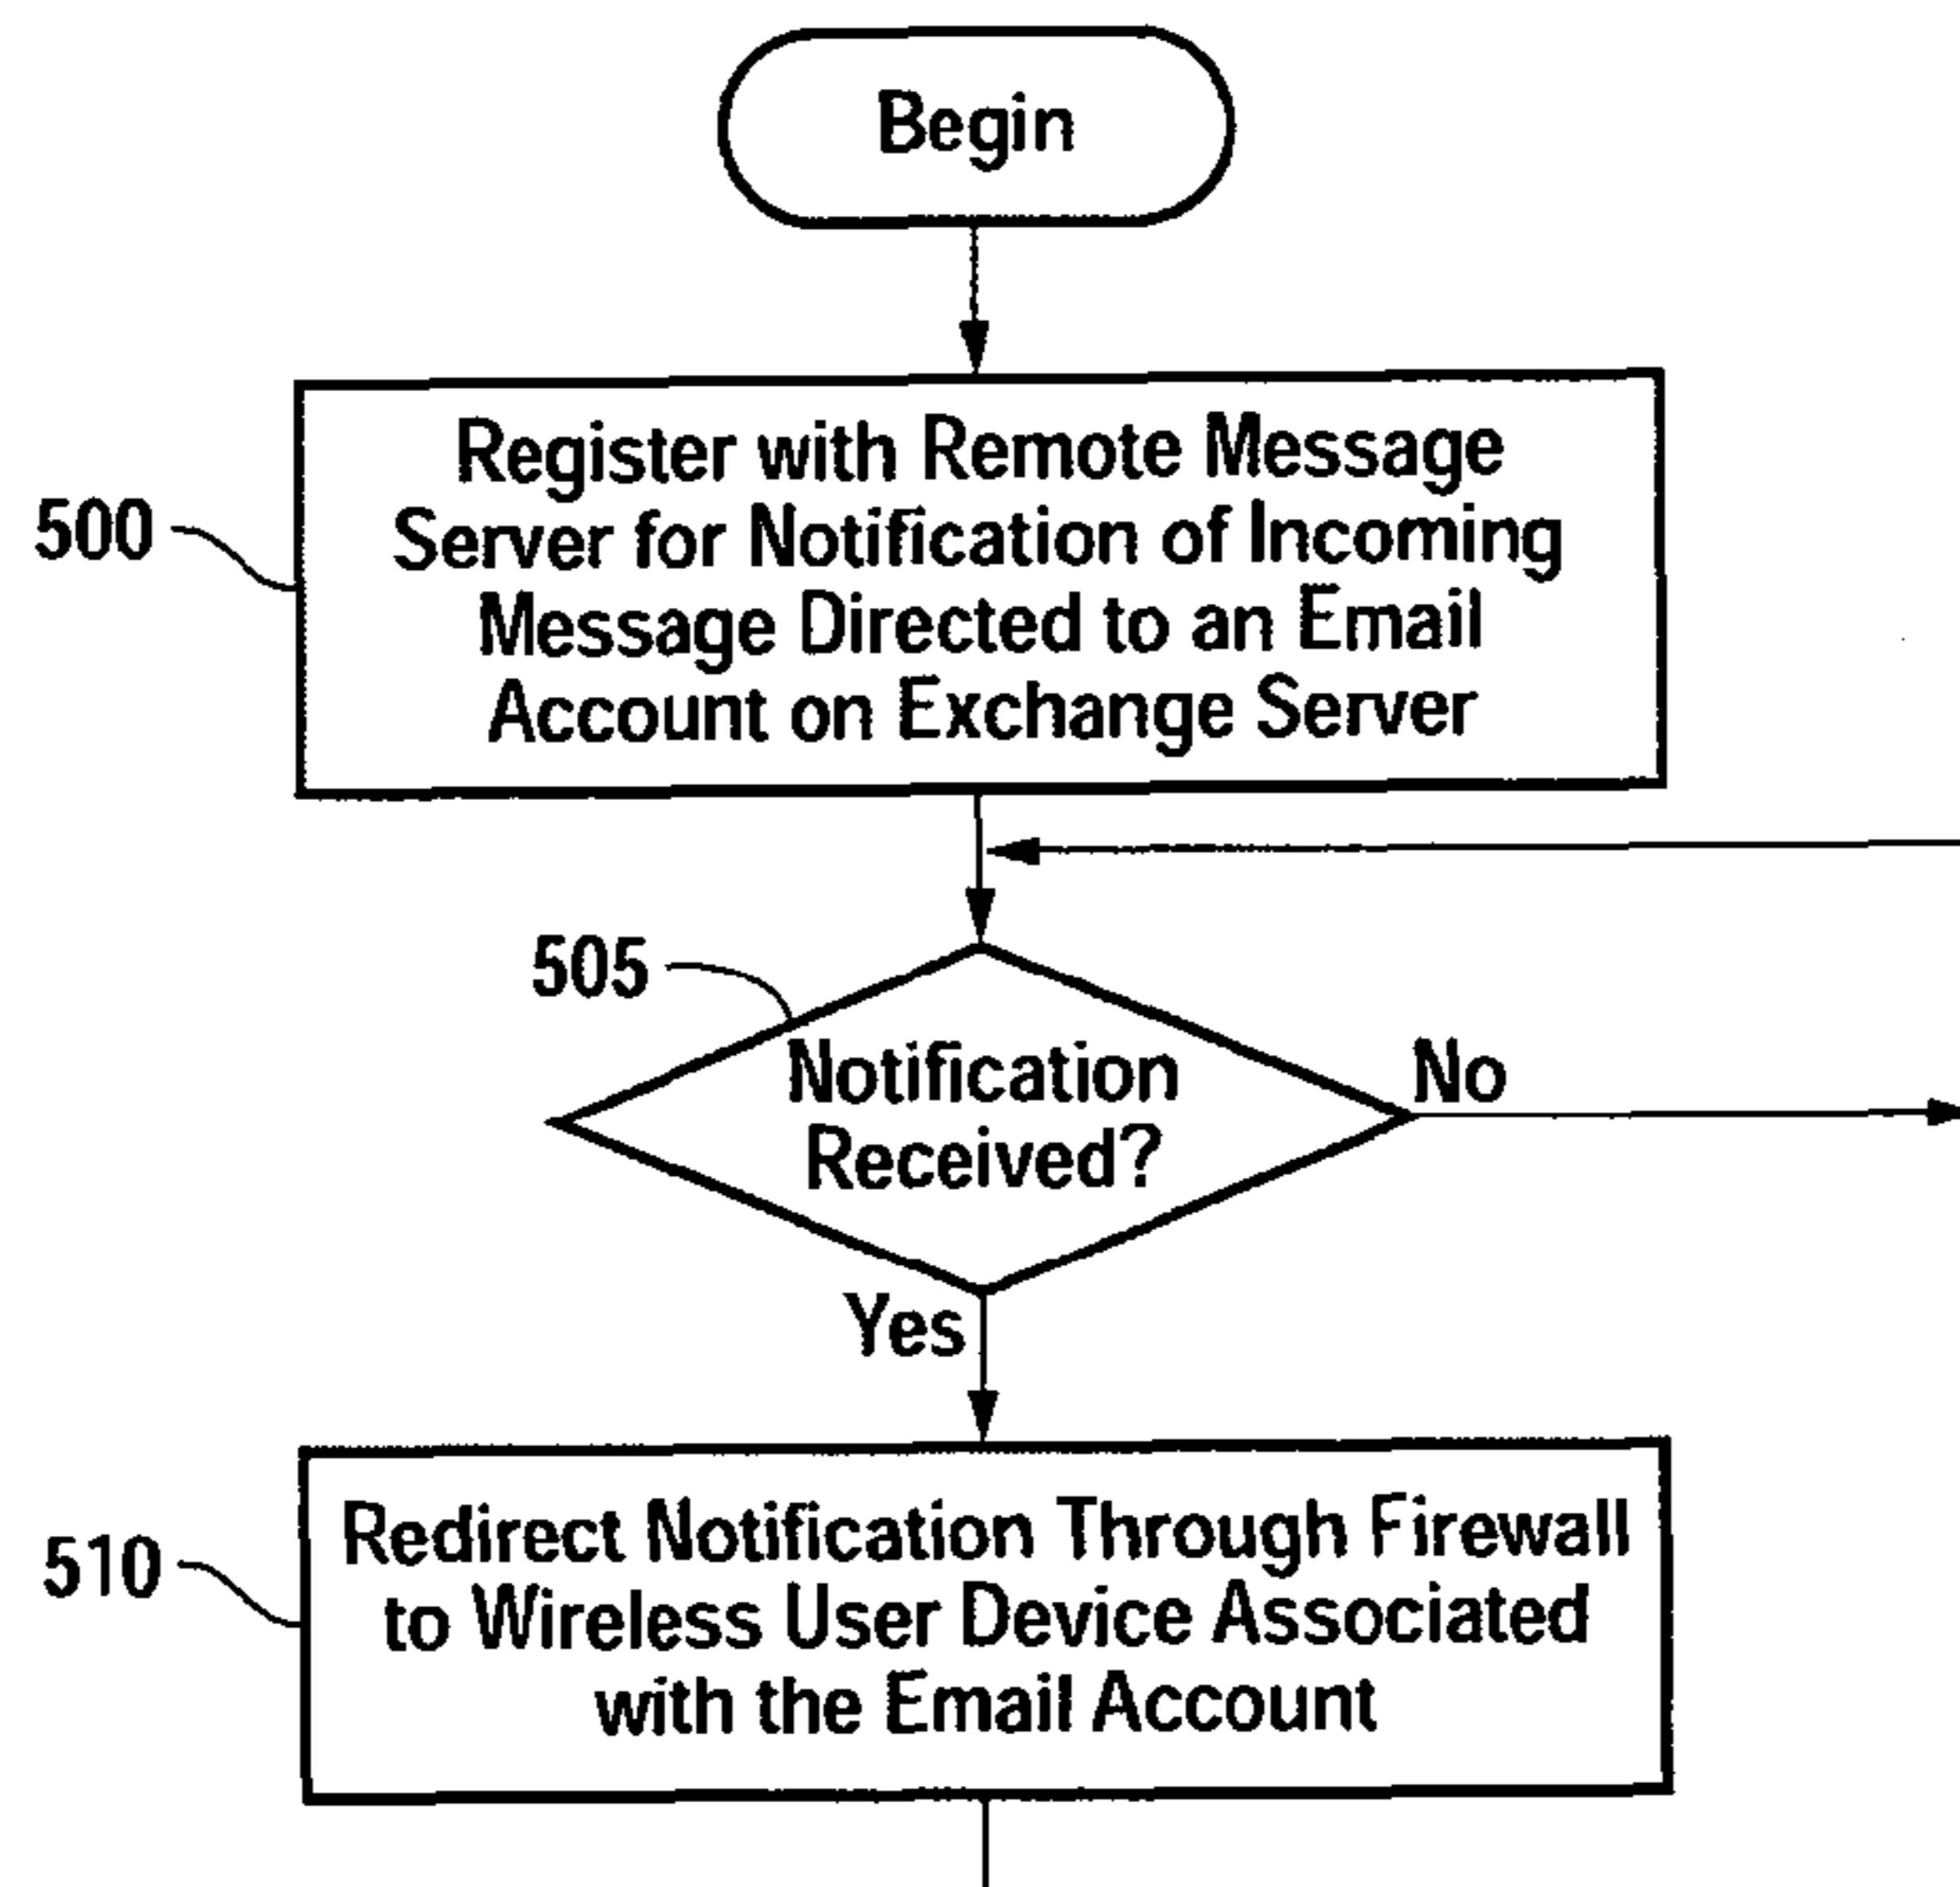 Begin
500
Register with Remote Message
Server for Notification of Incoming
Message Directed to an Email
Account on Exchange Server
505
Notification
Received?
No
Yes
510
Redirect Notification Through Firewall
to Wireless User Device Associated
with the Email Account